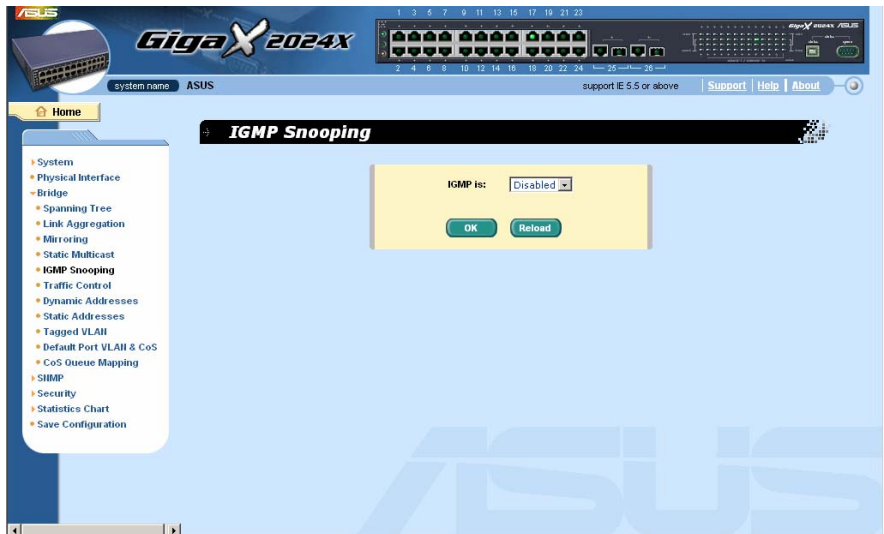 ASUS
GigaX 2024X
1 3 5 7 9 11 13 15 17 19 21 23
2 4 6 8 10 12 14 16 18 20 22 24 25 26
GigaX 2024X ASUS
system name ASUS
support IE 5.5 or above
Support | Help | About
Home
IGMP Snooping
System
Physical Interface
Bridge
Spanning Tree
Link Aggregation
Mirroring
Static Multicast
IGMP Snooping
Traffic Control
Dynamic Addresses
Static Addresses
Tagged VLAN
Default Port VLAN & CoS
CoS Queue Mapping
SNMP
Security
Statistics Chart
Save Configuration
IGMP is: Disabled
OK Reload
ASUS